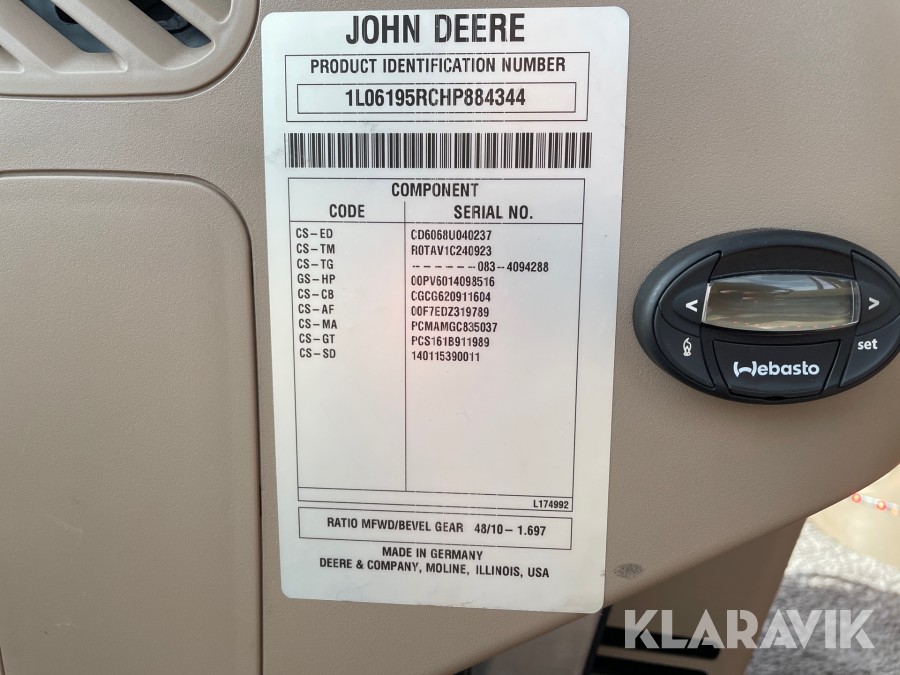 JOHN DEERE
PRODUCT IDENTIFICATION NUMBER
1L06195RCHP884344
COMPONENT
CODE SERIAL NO.
CS-ED CD6068U040237
CS-TM R0TAV1C240923
CS-TG - - - - - - - 083-4094288
GS-HP 00PV6014098516
CS-CB CGCG620911604
CS-AF 00F7EDZ319789
CS-MA PCMAMGC835037
CS-GT PCS161B911989
CS-SD 140115390011
L174992
RATIO MFWD/BEVEL GEAR 48/10-1.697
MADE IN GERMANY
DEERE & COMPANY, MOLINE, ILLINOIS, USA
< >
set
Webasto
KLARAVIK